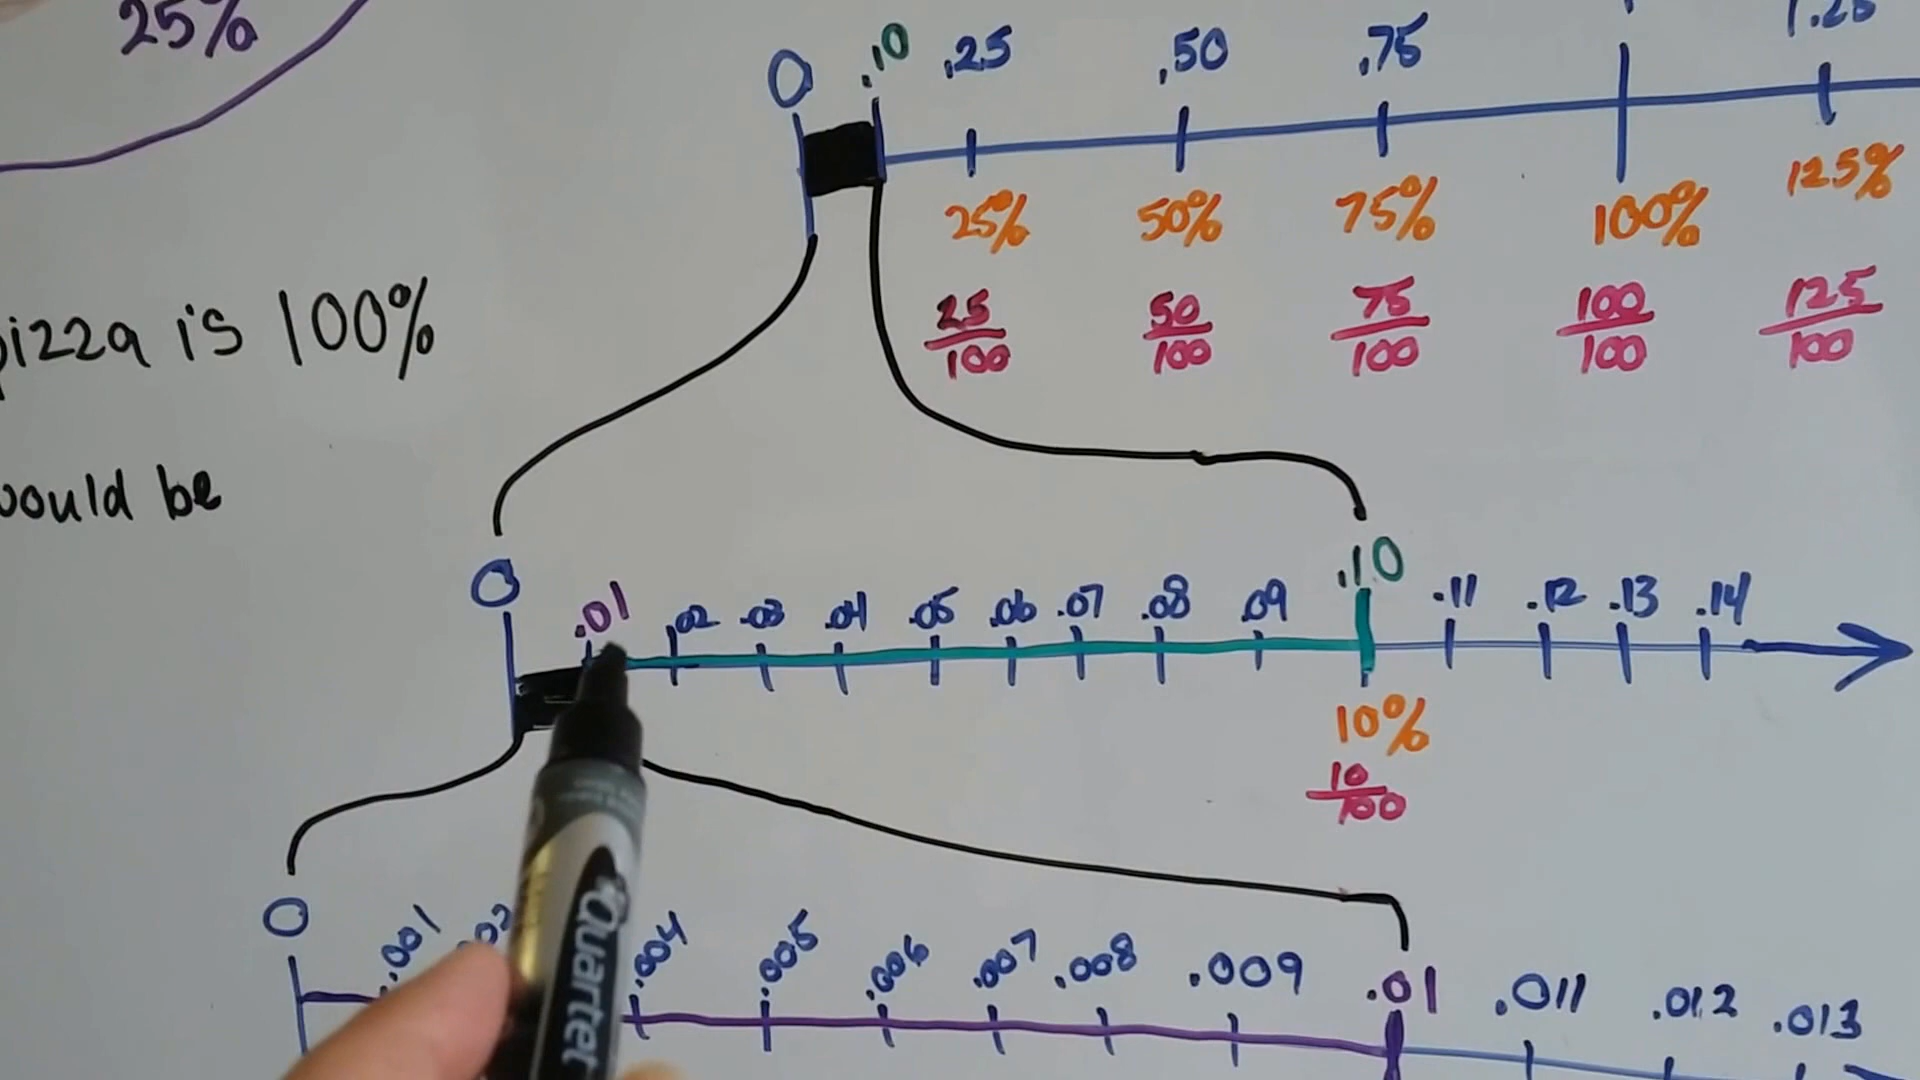 25%
0 .10 .25 .50 .75 1.25
25% 50% 75% 100% 125%
25/100 50/100 75/100 100/100 125/100
pizza is 100%
would be
0 .01 .02 .03 .04 .05 .06 .07 .08 .09 .10 .11 .12 .13 .14
10%
10/100
0 .001 .004 .005 .006 .007 .008 .009 .01 .011 .012 .013
Quartet